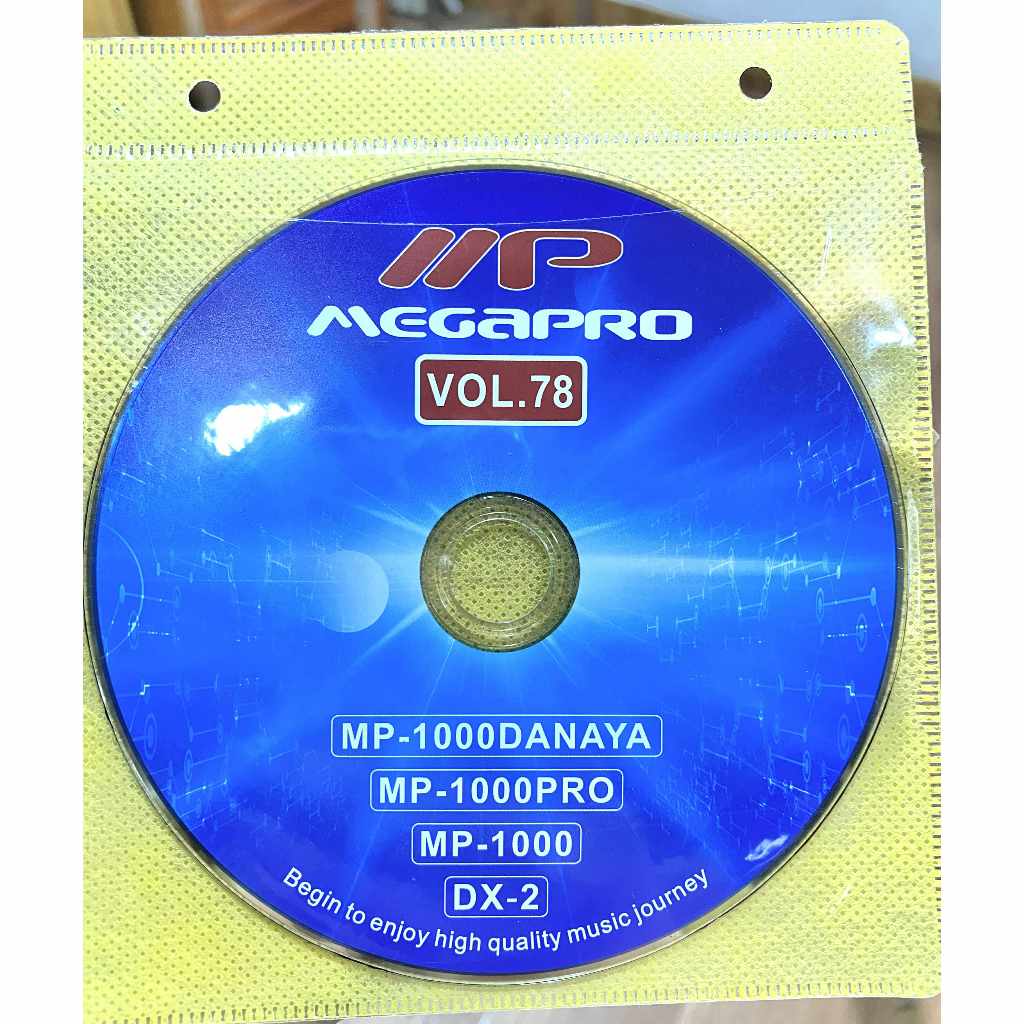 MP
MEGAPRO
VOL.78
MP-1000DANAYA
MP-1000PRO
MP-1000
DX-2
Begin to enjoy high quality music journey